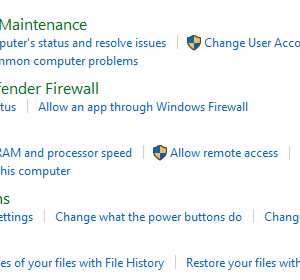 Maintenance
puter's status and resolve issues Change User Acco
mmon computer problems
fender Firewall
tus Allow an app through Windows Firewall
RAM and processor speed Allow remote access
his computer
ns
ettings Change what the power buttons do Chang
es of your files with File History Restore your files with